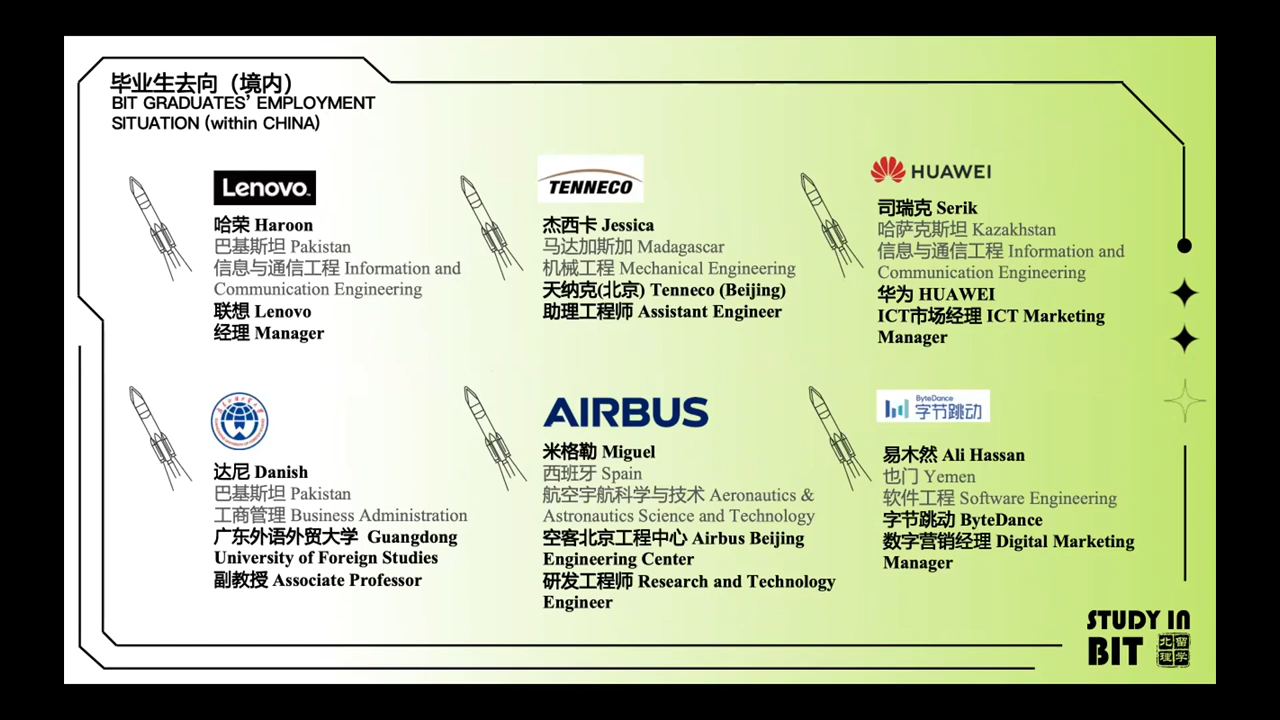 毕业生去向（境内）
BIT GRADUATES' EMPLOYMENT
SITUATION (within CHINA)
Lenovo
哈荣 Haroon
巴基斯坦 Pakistan
信息与通信工程 Information and
Communication Engineering
联想 Lenovo
经理 Manager
TENNECO
杰西卡 Jessica
马达加斯加 Madagascar
机械工程 Mechanical Engineering
天纳克(北京) Tenneco (Beijing)
助理工程师 Assistant Engineer
HUAWEI
司瑞克 Serik
哈萨克斯坦 Kazakhstan
信息与通信工程 Information and
Communication Engineering
华为 HUAWEI
ICT市场经理 ICT Marketing
Manager
达尼 Danish
巴基斯坦 Pakistan
工商管理 Business Administration
广东外语外贸大学 Guangdong
University of Foreign Studies
副教授 Associate Professor
AIRBUS
米格勒 Miguel
西班牙 Spain
航空宇航科学与技术 Aeronautics &
Astronautics Science and Technology
空客北京工程中心 Airbus Beijing
Engineering Center
研发工程师 Research and Technology
Engineer
ByteDance
字节跳动
易木然 Ali Hassan
也门 Yemen
软件工程 Software Engineering
字节跳动 ByteDance
数字营销经理 Digital Marketing
Manager
STUDY IN
BIT
北留
理学